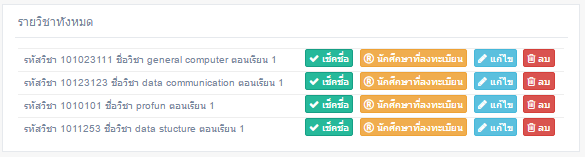 รายวิชาทั้งหมด
รหัสวิชา 101023111 ชื่อวิชา general computer ตอนเรียน 1 เช็คชื่อ นักศึกษาที่ลงทะเบียน แก้ไข ลบ
รหัสวิชา 10123123 ชื่อวิชา data communication ตอนเรียน 1 เช็คชื่อ นักศึกษาที่ลงทะเบียน แก้ไข ลบ
รหัสวิชา 1010101 ชื่อวิชา profun ตอนเรียน 1 เช็คชื่อ นักศึกษาที่ลงทะเบียน แก้ไข ลบ
รหัสวิชา 1011253 ชื่อวิชา data stucture ตอนเรียน 1 เช็คชื่อ นักศึกษาที่ลงทะเบียน แก้ไข ลบ